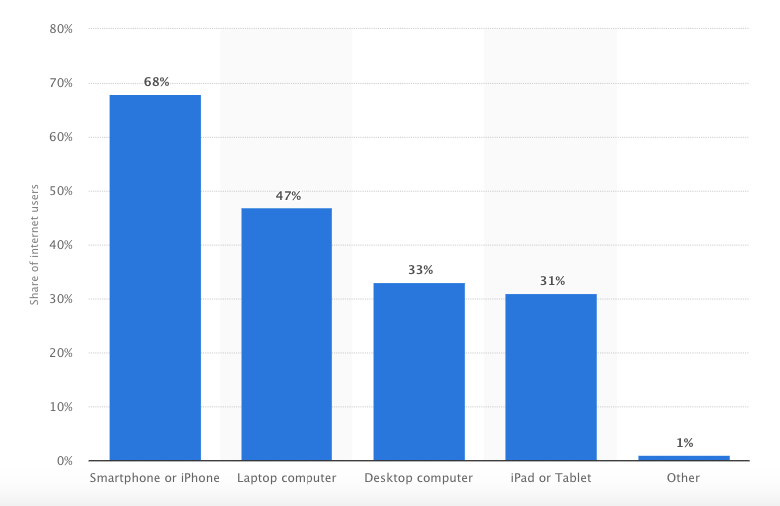 80%
70%
60%
50%
40%
30%
20%
10%
0%
Share of internet users
68%
47%
33%
31%
1%
Smartphone or iPhone
Laptop computer
Desktop computer
iPad or Tablet
Other